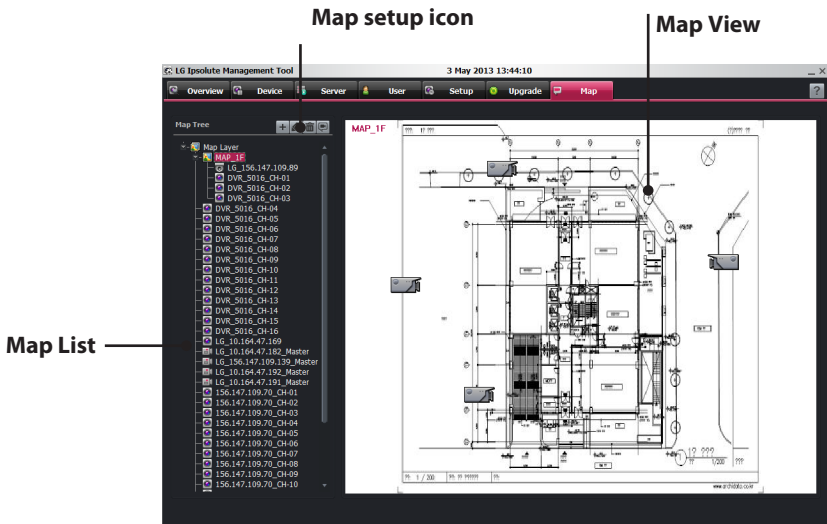 Map setup icon
Map View
LG Ipsolute Management Tool
3 May 2013 13:44:10
Overview
Device
Server
User
Setup
Upgrade
Map
?
Map Tree
Map Layer
MAP_1F
LG_156.147.109.89
DVR_5016_CH-01
DVR_5016_CH-02
DVR_5016_CH-03
DVR_5016_CH-04
DVR_5016_CH-05
DVR_5016_CH-06
DVR_5016_CH-07
DVR_5016_CH-08
DVR_5016_CH-09
DVR_5016_CH-10
DVR_5016_CH-11
DVR_5016_CH-12
DVR_5016_CH-13
DVR_5016_CH-14
DVR_5016_CH-15
DVR_5016_CH-16
LG_10.164.47.169
LG_10.164.47.182_Master
LG_156.147.109.139_Master
LG_10.164.47.192_Master
LG_10.164.47.191_Master
156.147.109.70_CH-01
156.147.109.70_CH-02
156.147.109.70_CH-03
156.147.109.70_CH-04
156.147.109.70_CH-05
156.147.109.70_CH-06
156.147.109.70_CH-07
156.147.109.70_CH-08
156.147.109.70_CH-09
156.147.109.70_CH-10
Map List
MAP_1F
???
1? ???
(2)??? ??
???
1? ???
?? 1/200 ???
??: 1 / 200
??: ?? ?????? ??: